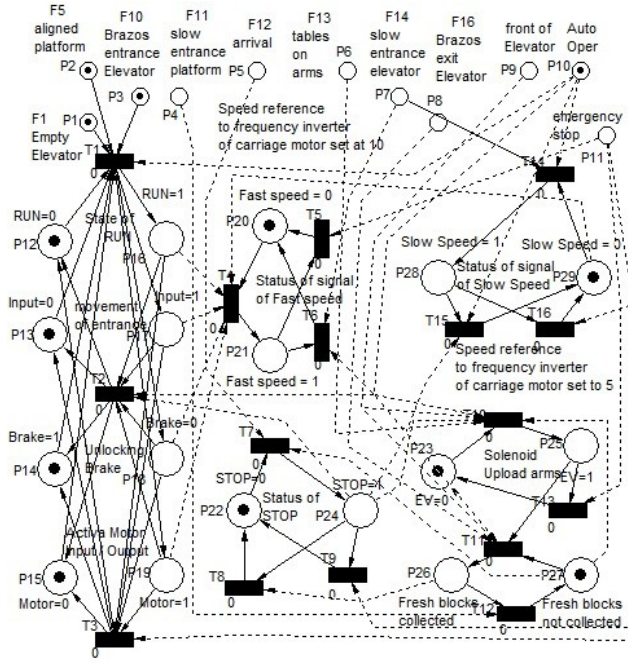 F5
aligned
platform
P2
F10
Brazos
entrance
Elevator
P3
F11
slow
entrance
platform
P4
F12
arrival
P5
F13
tables
on
arms
P6
F14
slow
entrance
elevator
P7
F16
Brazos
exit
Elevator
P8
front of
Elevator
P9
Auto
Oper
P10
F1
Empty
Elevator
P1
Speed reference
to frequency inverter
of carriage motor set at 10
emergency
stop
P11
T1
0
T14
0
RUN=0
P12
State of
RUN
RUN=1
P16
Fast speed = 0
P20
T5
0
Slow Speed = 1
P28
Status of signal
of Slow Speed
Slow Speed = 0
P29
Input=0
P13
movement
of entrance
Input=1
P17
T4
0
Status of signal
of Fast speed
T6
0
P21
Fast speed = 1
T15
0
T16
0
Speed reference
to frequency inverter
of carriage motor set to 5
T2
0
Brake=1
P14
Unlocking
Brake
Brake=0
P18
T7
0
T10
0
P23
EV=0
Solenoid
Upload arms
P25
EV=1
T13
0
STOP=0
P22
Status of
STOP
STOP=1
P24
Activa Motor
Input / Output
P15
Motor=0
P19
Motor=1
T8
0
T9
0
T11
0
P26
Fresh blocks
collected
T12
0
P27
Fresh blocks
not collected
T3
0